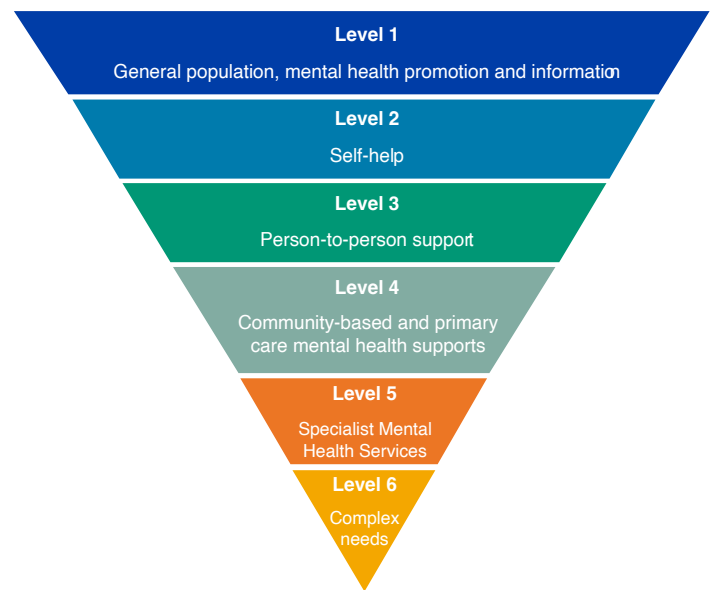 Level 1
General population, mental health promotion and information
Level 2
Self-help
Level 3
Person-to-person support
Level 4
Community-based and primary
care mental health supports
Level 5
Specialist Mental
Health Services
Level 6
Complex
needs